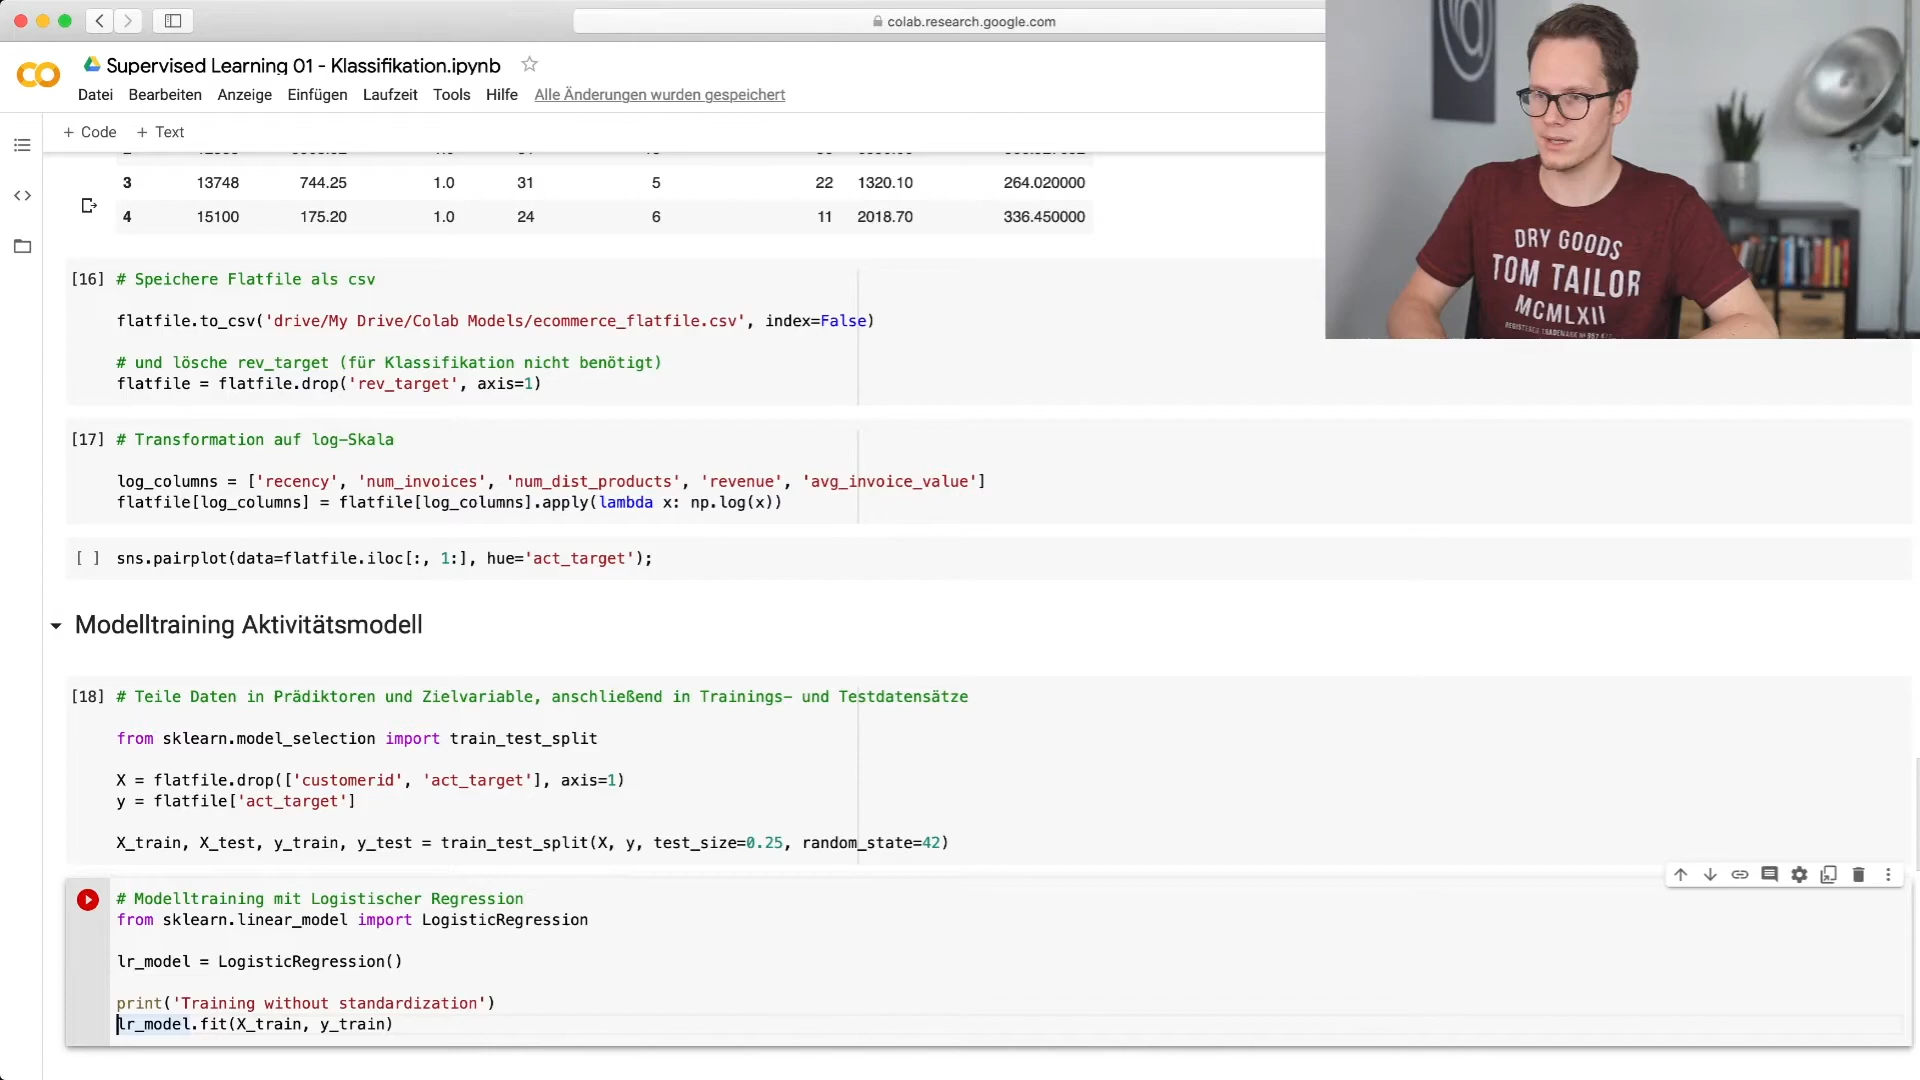 colab.research.google.com
Supervised Learning 01 - Klassifikation.ipynb
Datei Bearbeiten Anzeige Einfügen Laufzeit Tools Hilfe Alle Änderungen wurden gespeichert
+ Code + Text
3 13748 744.25 1.0 31 5 22 1320.10 264.020000
4 15100 175.20 1.0 24 6 11 2018.70 336.450000
[16] # Speichere Flatfile als csv
flatfile.to_csv('drive/My Drive/Colab Models/ecommerce_flatfile.csv', index=False)
# und lösche rev_target (für Klassifikation nicht benötigt)
flatfile = flatfile.drop('rev_target', axis=1)
[17] # Transformation auf log-Skala
log_columns = ['recency', 'num_invoices', 'num_dist_products', 'revenue', 'avg_invoice_value']
flatfile[log_columns] = flatfile[log_columns].apply(lambda x: np.log(x))
[ ] sns.pairplot(data=flatfile.iloc[:, 1:], hue='act_target');
Modelltraining Aktivitätsmodell
[18] # Teile Daten in Prädiktoren und Zielvariable, anschließend in Trainings- und Testdatensätze
from sklearn.model_selection import train_test_split
X = flatfile.drop(['customerid', 'act_target'], axis=1)
y = flatfile['act_target']
X_train, X_test, y_train, y_test = train_test_split(X, y, test_size=0.25, random_state=42)
# Modelltraining mit Logistischer Regression
from sklearn.linear_model import LogisticRegression
lr_model = LogisticRegression()
print('Training without standardization')
lr_model.fit(X_train, y_train)
DRY GOODS
TOM TAILOR
MCMLXII